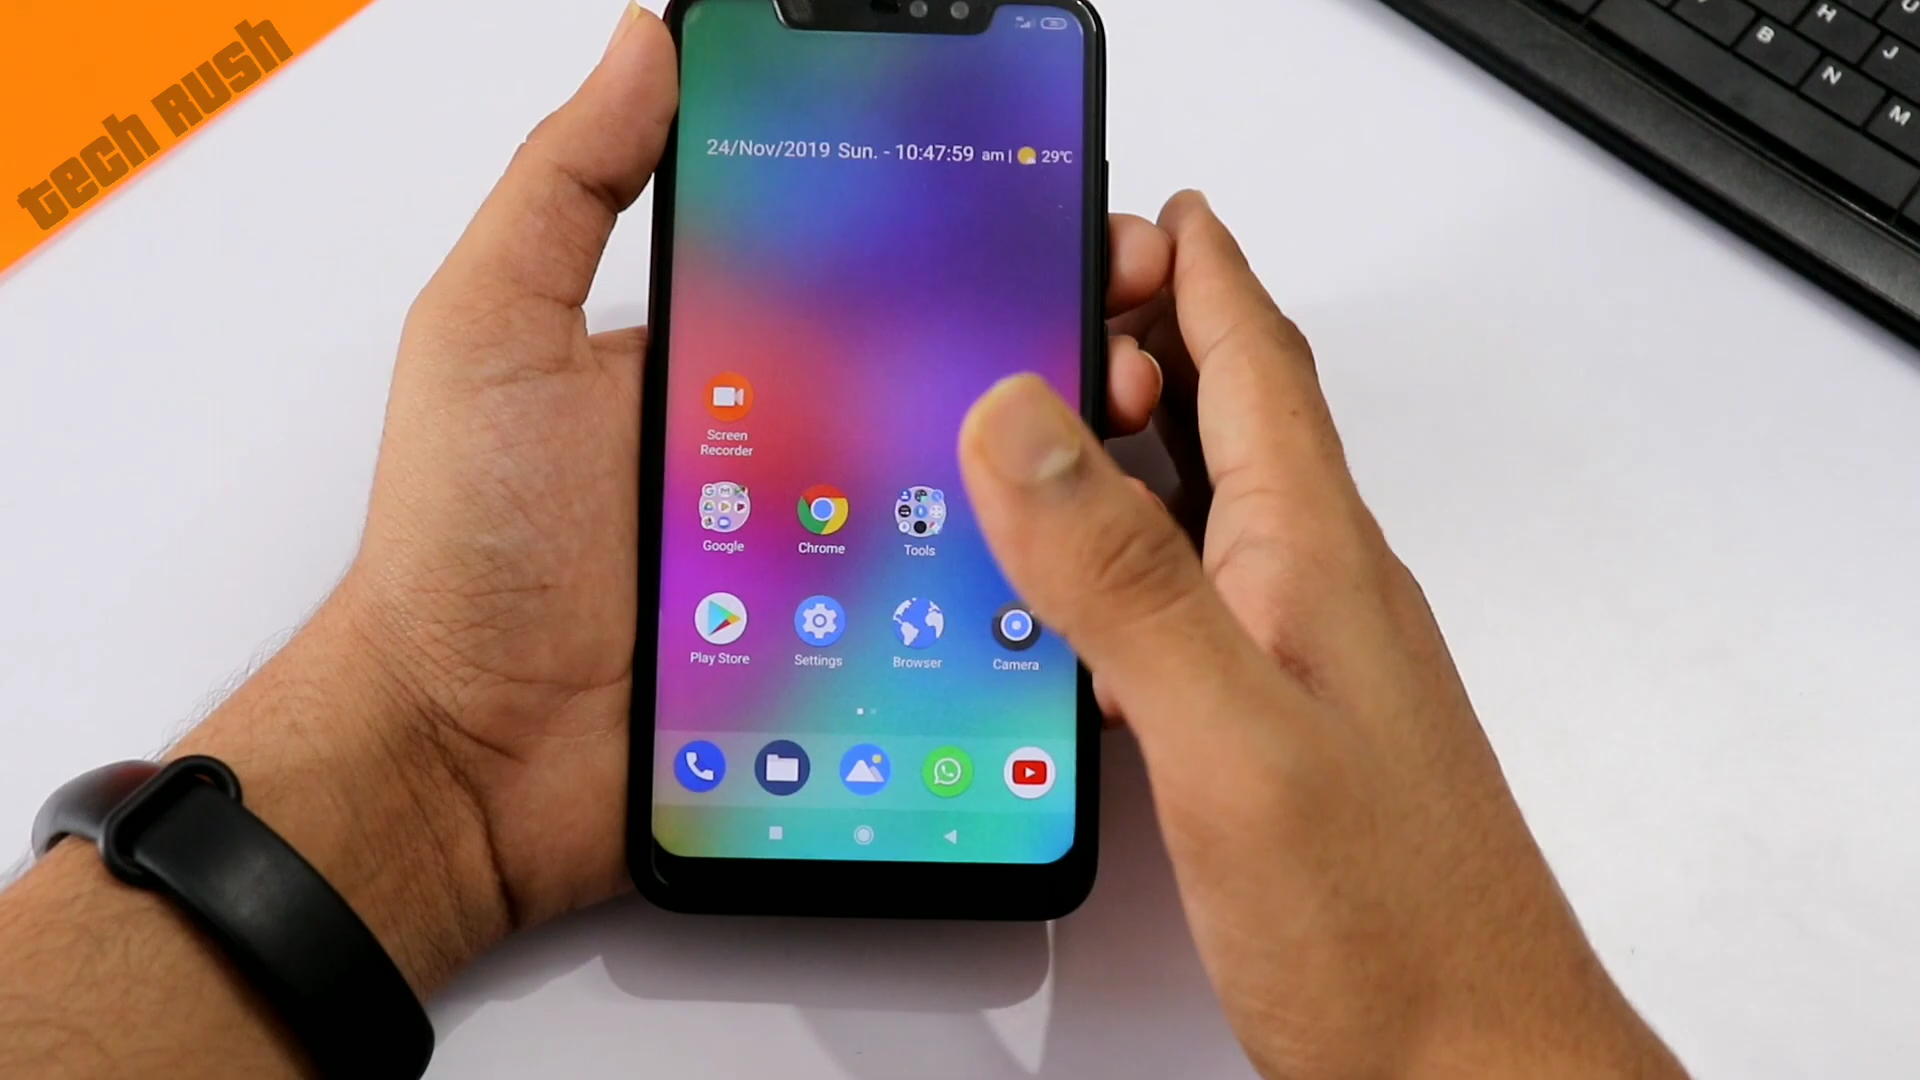 Tech Rush
24/Nov/2019 Sun. - 10:47:59 am | 29°C
Screen
Recorder
Google
Chrome
Tools
Play Store
Settings
Browser
Camera
H
B
J
N
M